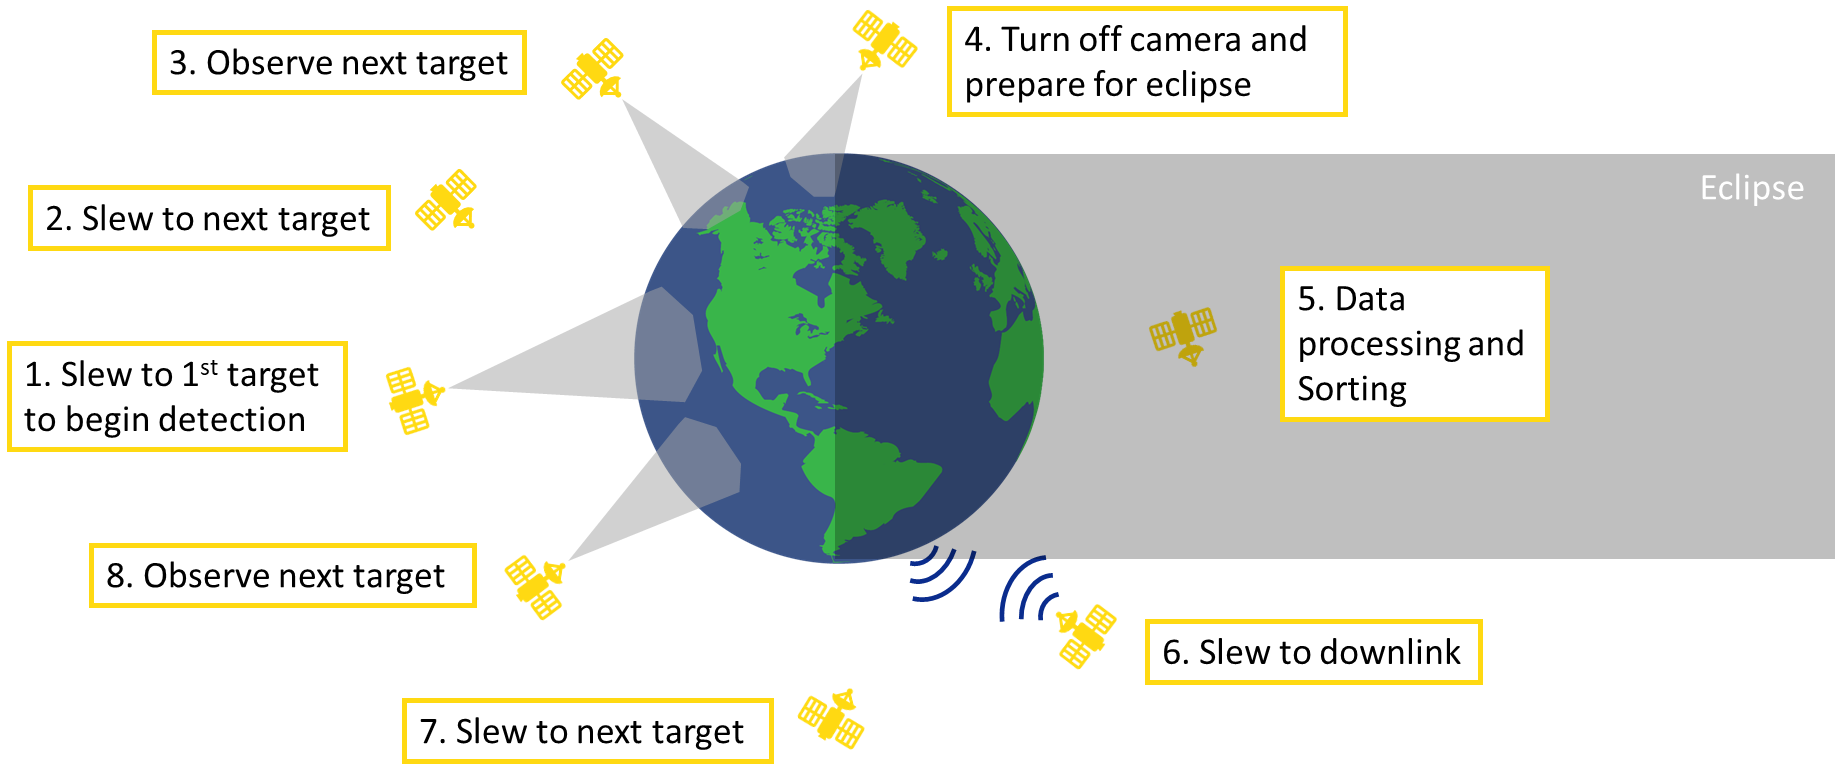 3. Observe next target
4. Turn off camera and
prepare for eclipse
Eclipse
2. Slew to next target
5. Data
processing and
Sorting
1. Slew to 1st target
to begin detection
8. Observe next target
6. Slew to downlink
7. Slew to next target